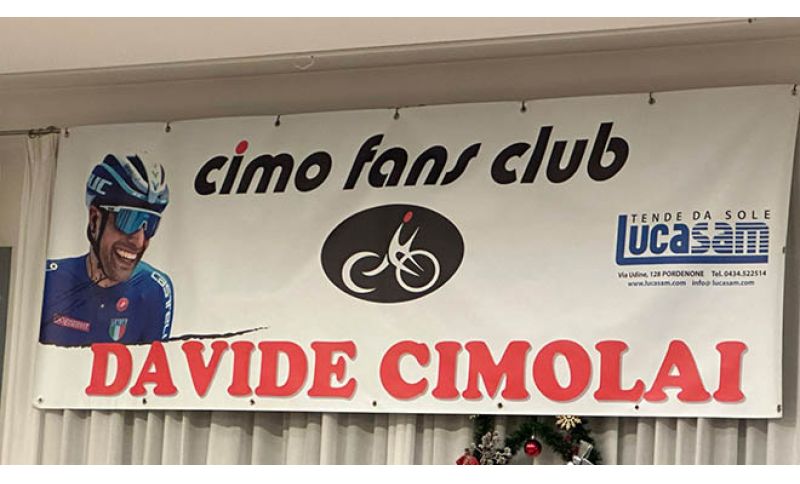 cimo fans club
UC
TENDE DA SOLE
Lucasam
Via Udine, 128 PORDENONE Tel. 0434.522514
www.lucasam.com info@lucasam.com
DAVIDE CIMOLAI